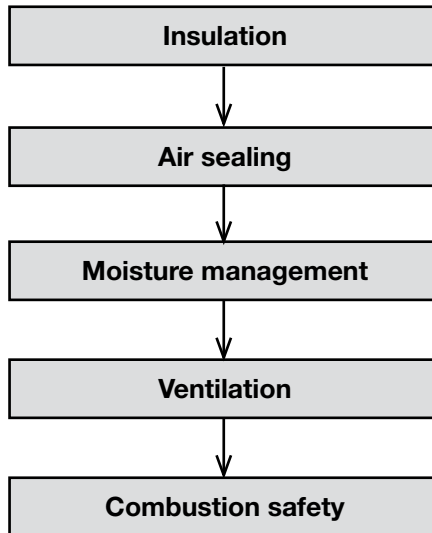 Insulation
Air sealing
Moisture management
Ventilation
Combustion safety